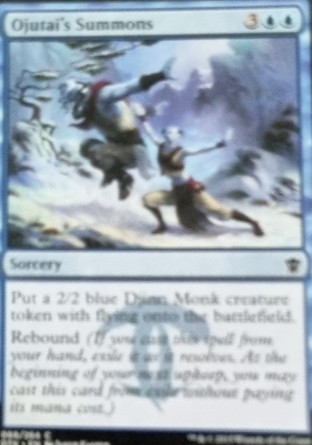 Ojutai's Summons 3
Sorcery
Put a 2/2 blue Djinn Monk creature
token with flying onto the battlefield.
Rebound (If you cast this spell from
your hand, exile it as it resolves. At the
beginning of your next upkeep, you may
cast this card from exile without paying
its mana cost.)